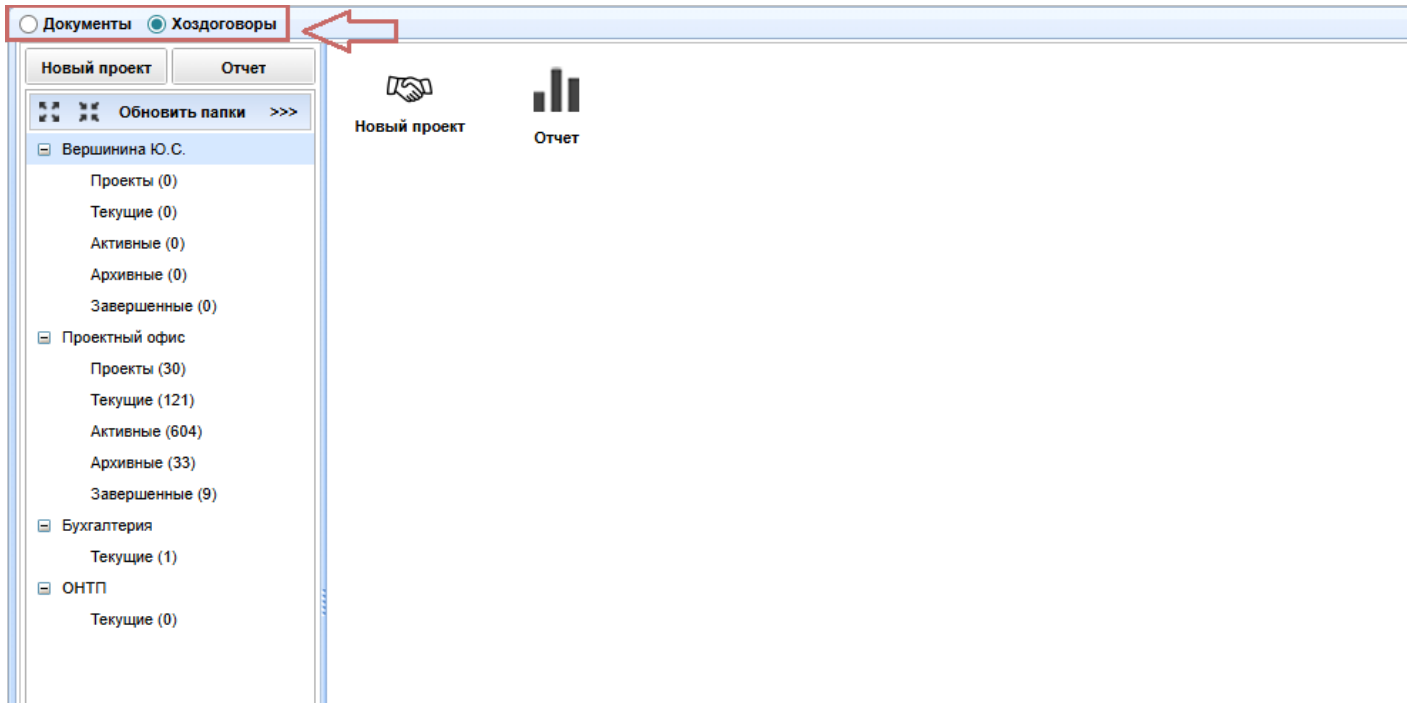 Документы Хоздоговоры
Новый проект Отчет
Обновить папки >>>
Вершинина Ю.С.
Проекты (0)
Текущие (0)
Активные (0)
Архивные (0)
Завершенные (0)
Проектный офис
Проекты (30)
Текущие (121)
Активные (604)
Архивные (33)
Завершенные (9)
Бухгалтерия
Текущие (1)
ОНТП
Текущие (0)
Новый проект
Отчет